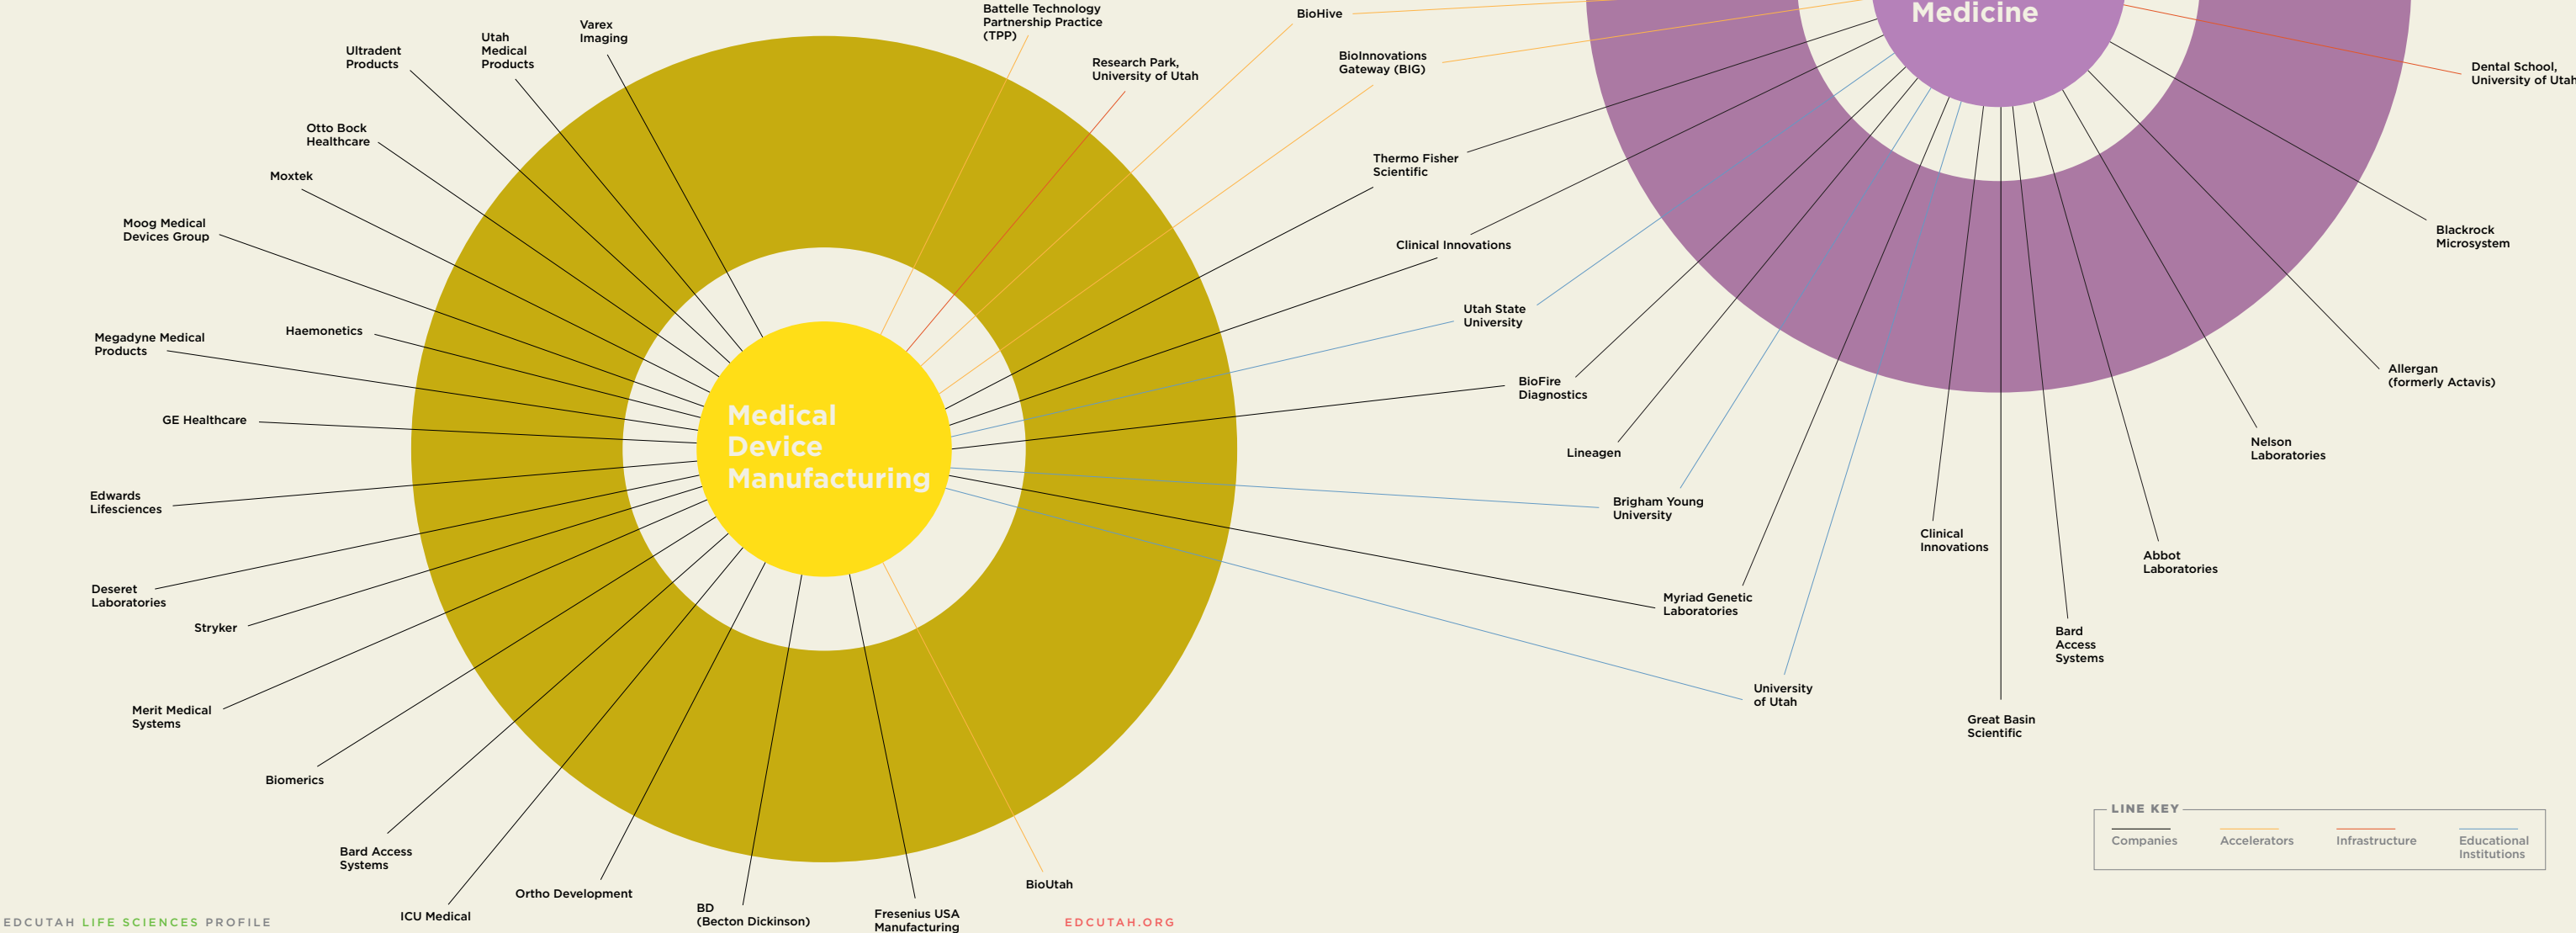 Medicine
Battelle Technology
Partnership Practice
(TPP)
BioHive
Varex
Imaging
Utah
Medical
Products
Ultradent
Products
BioInnovations
Gateway (BIG)
Research Park,
University of Utah
Dental School,
University of Utah
Otto Bock
Healthcare
Moxtek
Thermo Fisher
Scientific
Moog Medical
Devices Group
Blackrock
Microsystem
Clinical Innovations
Utah State
University
Haemonetics
Megadyne Medical
Products
Allergan
(formerly Actavis)
BioFire
Diagnostics
GE Healthcare
Medical
Device
Manufacturing
Nelson
Laboratories
Lineagen
Edwards
Lifesciences
Brigham Young
University
Clinical
Innovations
Abbot
Laboratories
Deseret
Laboratories
Myriad Genetic
Laboratories
Stryker
Bard
Access
Systems
University
of Utah
Merit Medical
Systems
Great Basin
Scientific
Biomerics
LINE KEY
Companies
Accelerators
Infrastructure
Educational
Institutions
Bard Access
Systems
BioUtah
Ortho Development
ICU Medical
BD
(Becton Dickinson)
Fresenius USA
Manufacturing
EDCUTAH LIFE SCIENCES PROFILE
EDCUTAH.ORG